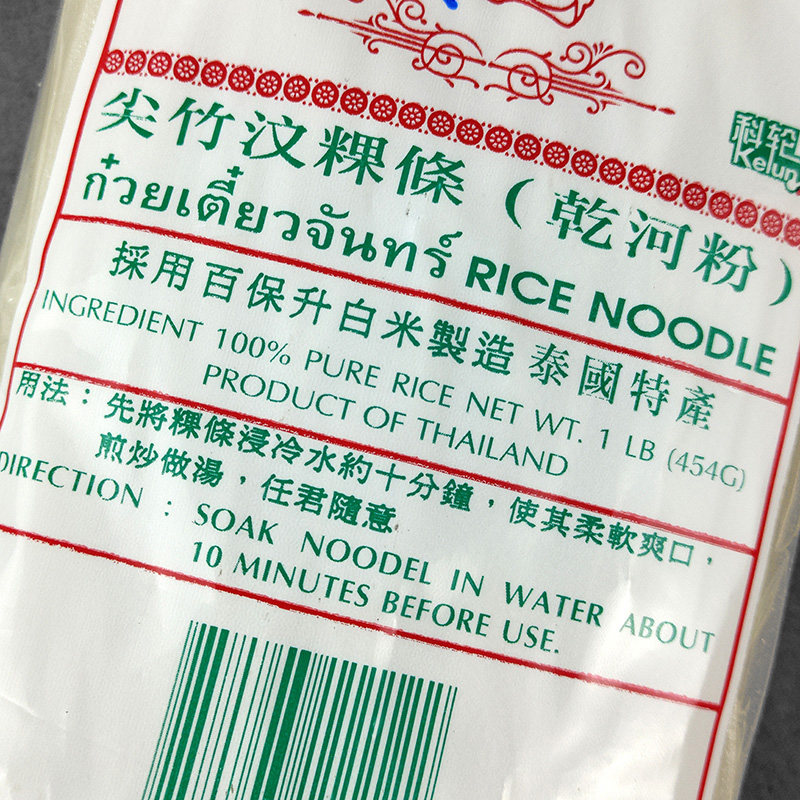 科轮
Kelun
尖竹汶粿條（乾河粉）
ก๋วยเตี๋ยวจันทร์ RICE NOODLE
採用百保升白米製造 泰國特產
INGREDIENT 100% PURE RICE NET WT. 1 LB (454G)
PRODUCT OF THAILAND
用法：先將粿條浸冷水約十分鐘，使其柔軟爽口，
煎炒做湯，任君隨意
DIRECTION : SOAK NOODEL IN WATER ABOUT
10 MINUTES BEFORE USE.